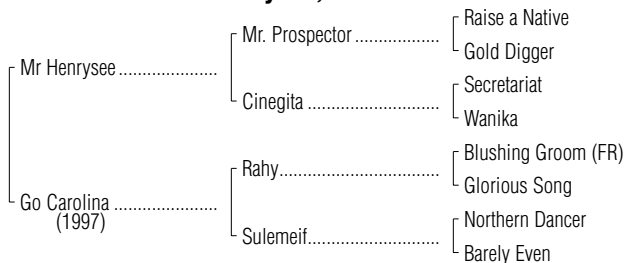 Raise a Native
Mr. Prospector ....................
Gold Digger
Mr Henrysee .......................
Secretariat
Cinegita ...............................
Wanika
Blushing Groom (FR)
Rahy.....................................
Glorious Song
Go Carolina ........................
(1997)
Northern Dancer
Sulemeif...............................
Barely Even